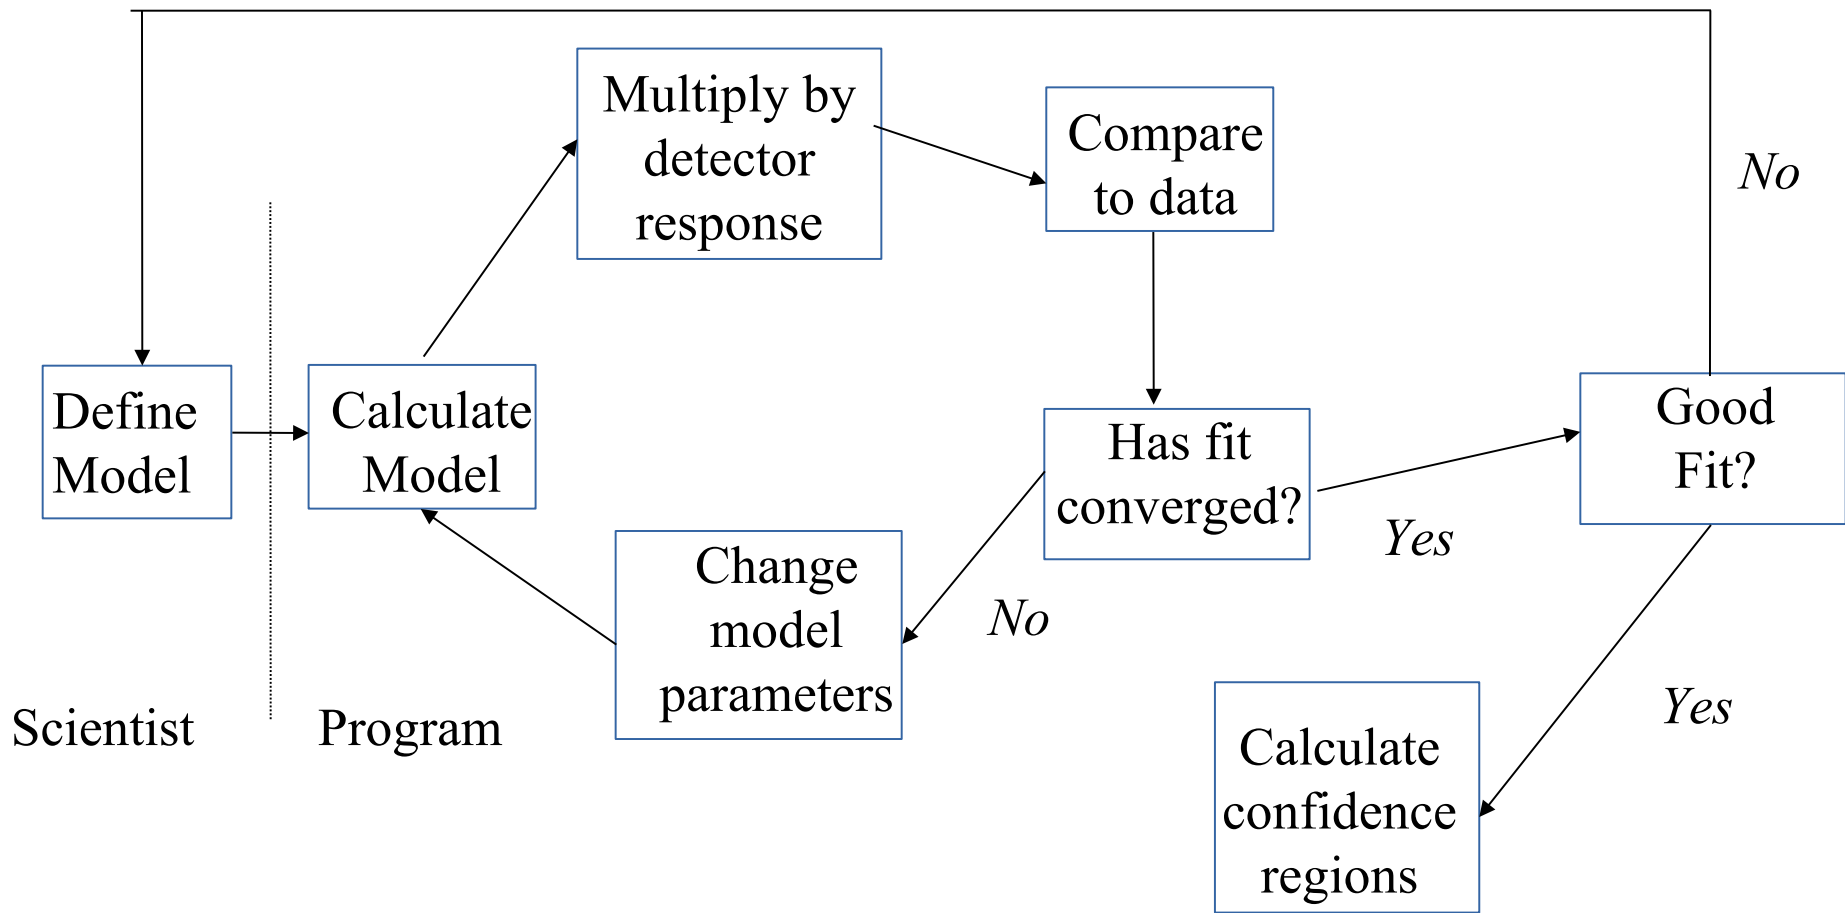 Multiply by
detector
response
Compare
to data
No
Define
Model
Calculate
Model
Has fit
converged?
Good
Fit?
Yes
Change
model
parameters
No
Scientist
Program
Calculate
confidence
regions
Yes